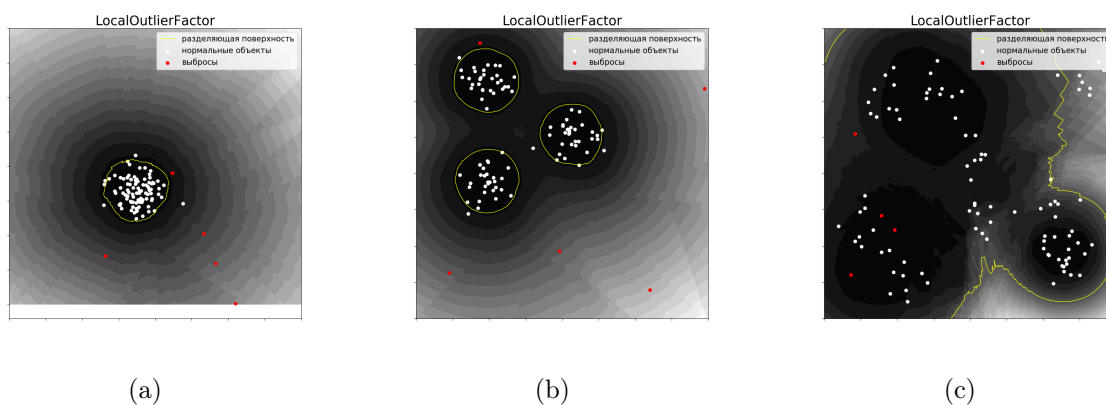 LocalOutlierFactor
разделяющая поверхность
нормальные объекты
выбросы
LocalOutlierFactor
разделяющая поверхность
нормальные объекты
выбросы
LocalOutlierFactor
разделяющая поверхность
нормальные объекты
выбросы
(a)
(b)
(c)